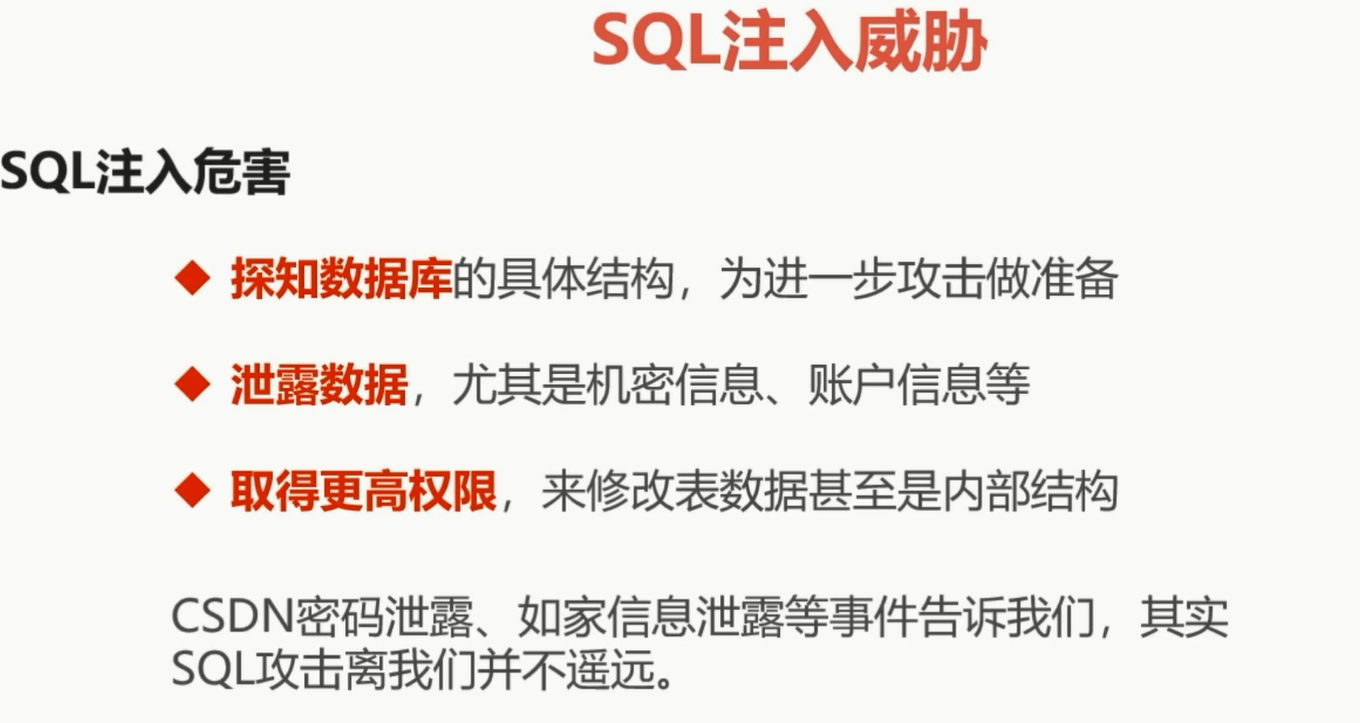 SQL注入威胁
SQL注入危害
◆ 探知数据库的具体结构，为进一步攻击做准备
◆ 泄露数据，尤其是机密信息、账户信息等
◆ 取得更高权限，来修改表数据甚至是内部结构
CSDN密码泄露、如家信息泄露等事件告诉我们，其实
SQL攻击离我们并不遥远。